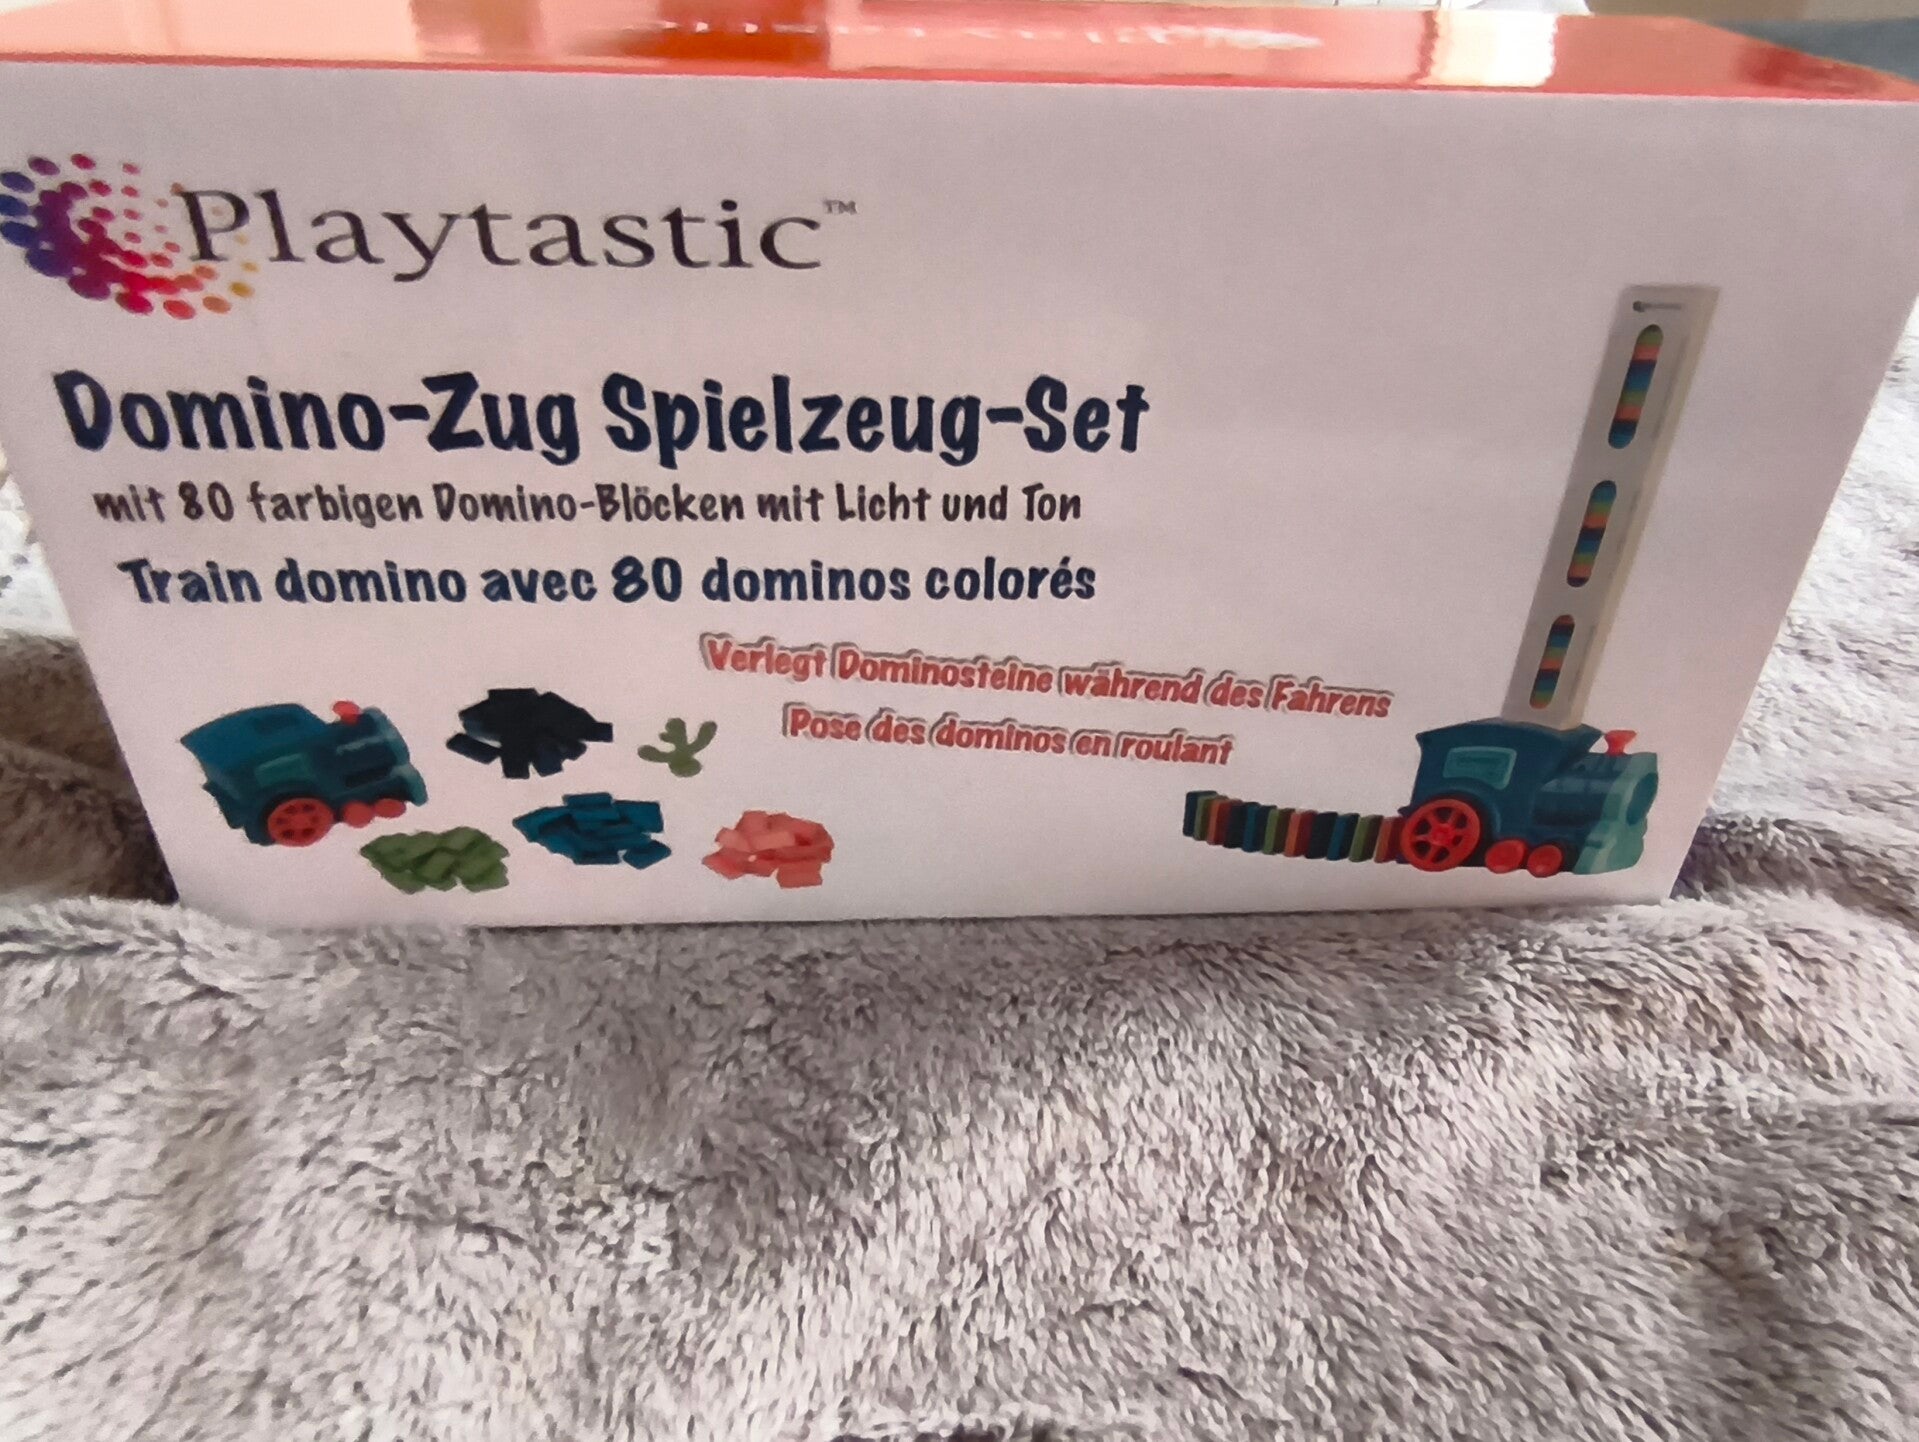 Playtastic™
Domino-Zug Spielzeug-Set
mit 80 farbigen Domino-Blöcken mit Licht und Ton
Train domino avec 80 dominos colorés
Verlegt Dominosteine während des Fahrens
Pose des dominos en roulant